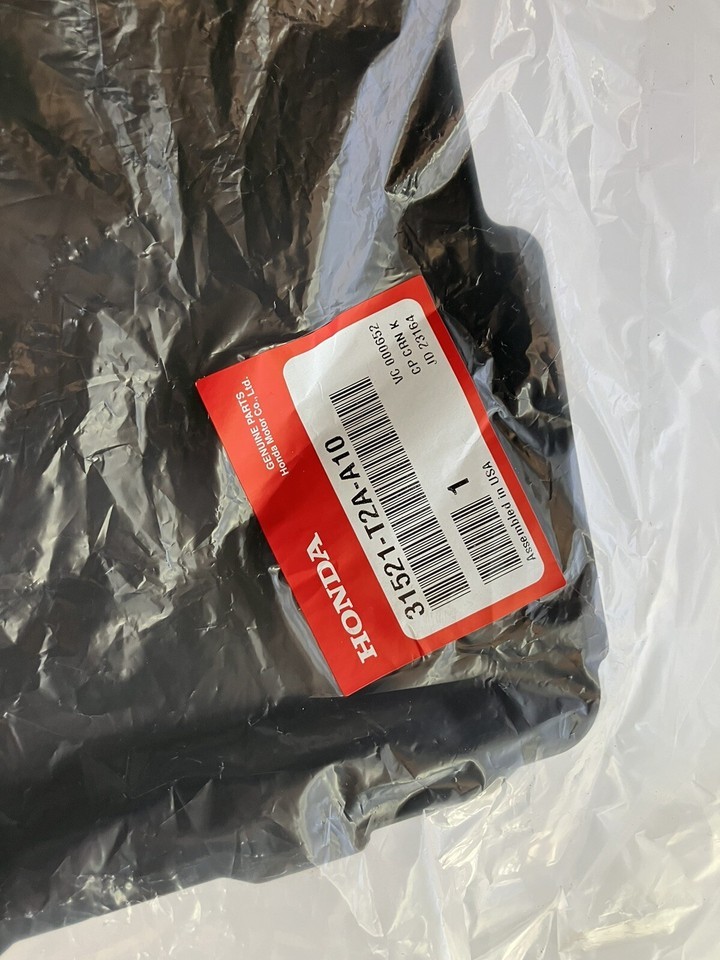 HONDA
GENUINE PARTS
Honda Motor Co., Ltd.
31521-T2A-A10
VC 000652
CP CRN K
JD 23164
1
Assembled in USA